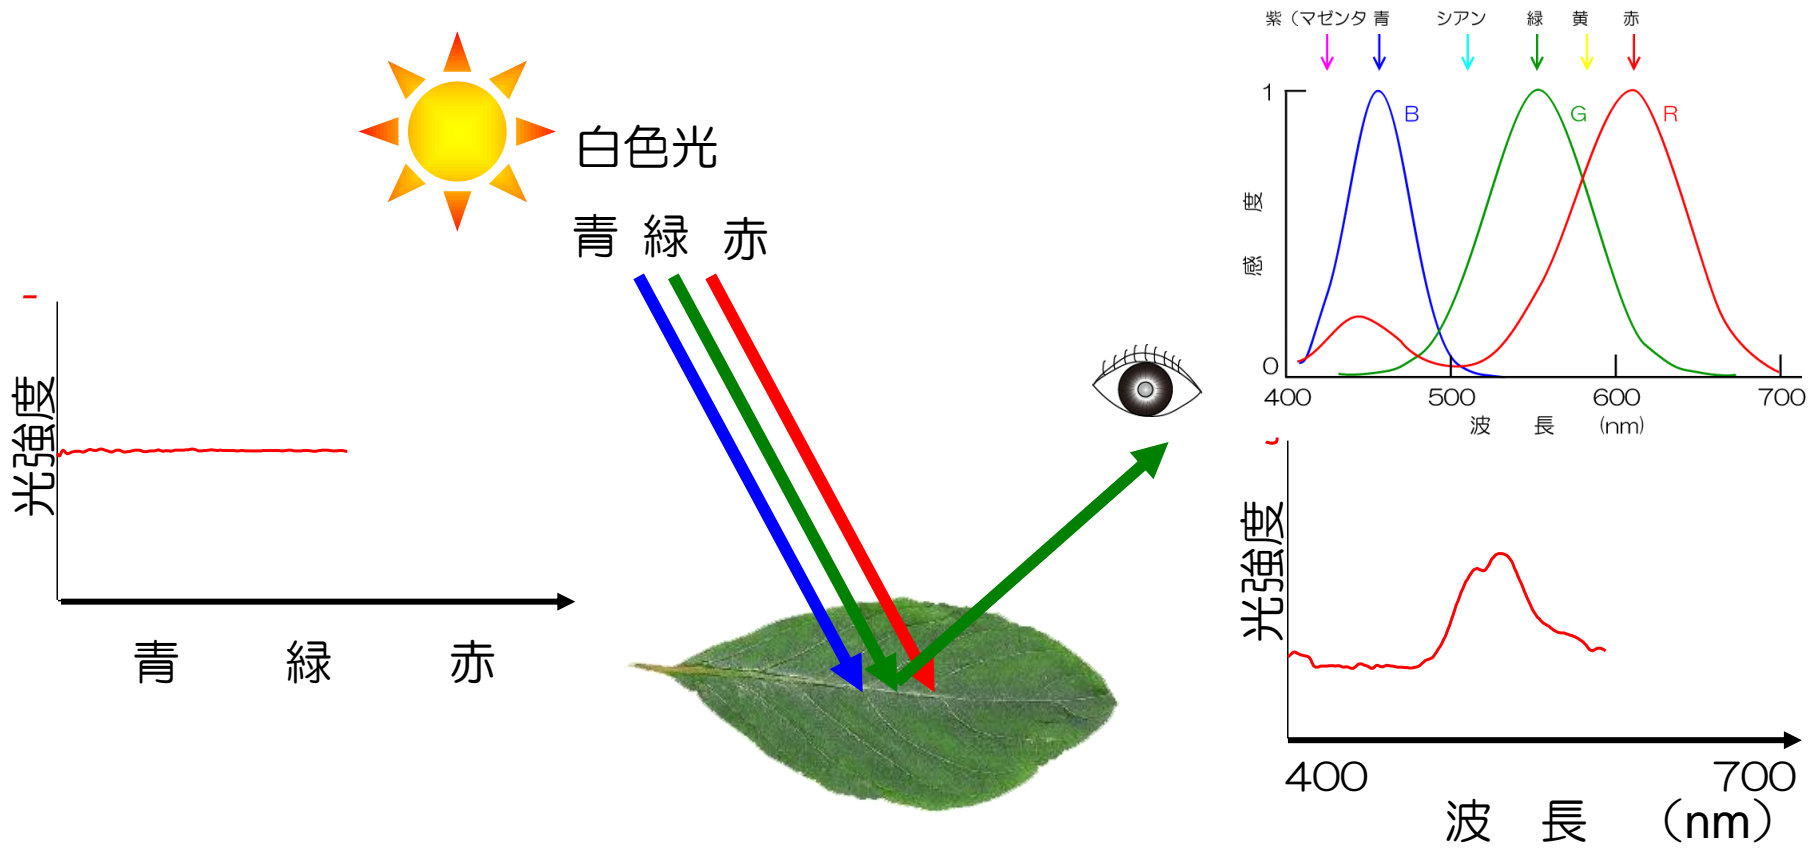 白色光
青 緑 赤
光強度
青 緑 赤
紫（マゼンタ 青 シアン 緑 黄 赤
1
B G R
感度
0
400 500 600 700
波長 (nm)
光強度
400 700
波長 （nm）